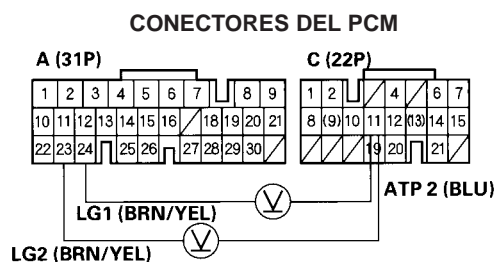 CONECTORES DEL PCM
A (31P) C (22P)
1 2 3 4 5 6 7 8 9 1 2 4 6 7
10 11 12 13 14 15 16 18 19 20 21 8 (9) 10 11 12 (13) 14 15
22 23 24 25 26 27 28 29 30 19 20 21
ATP 2 (BLU)
LG1 (BRN/YEL) V
LG2 (BRN/YEL) V